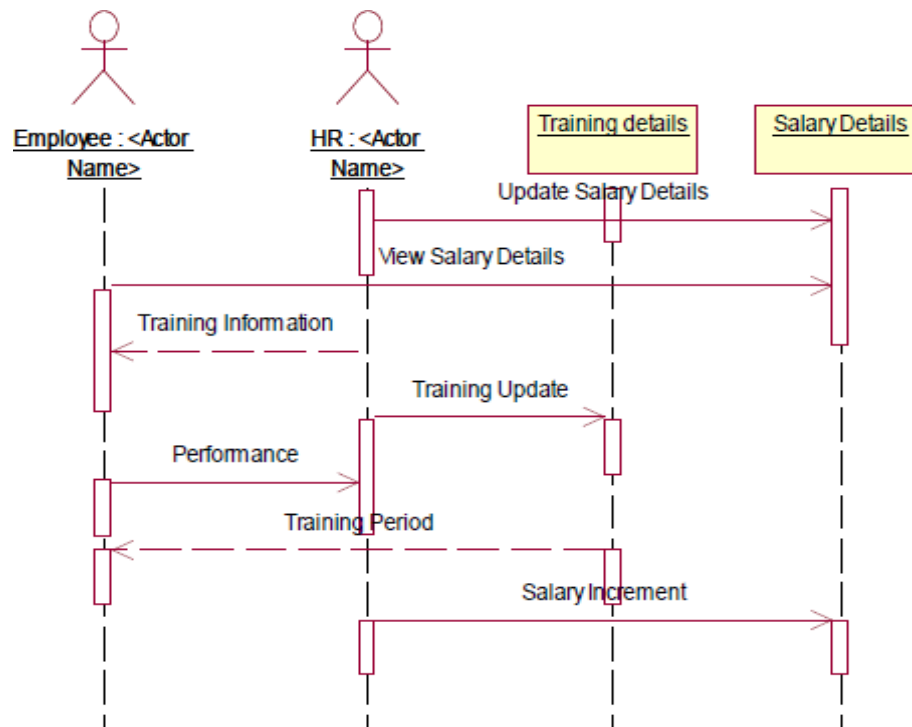 Employee : <Actor
Name>
HR : <Actor
Name>
Training details
Salary Details
Update Salary Details
View Salary Details
Training Information
Training Update
Performance
Training Period
Salary Increment